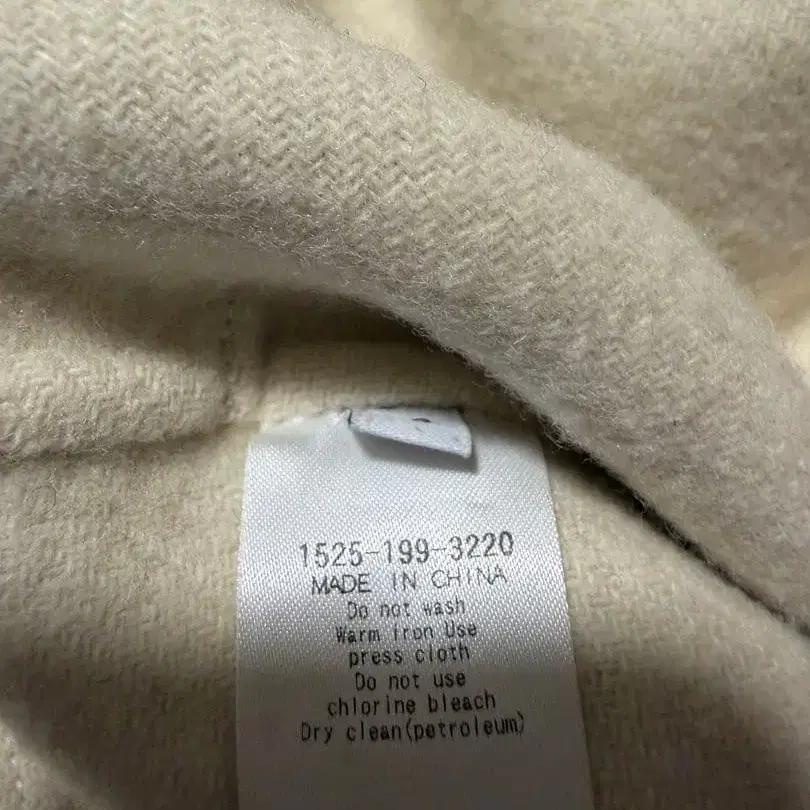 1525-199-3220
MADE IN CHINA
Do not wash
Warm iron Use
press cloth
Do not use
chlorine bleach
Dry clean(petroleum)